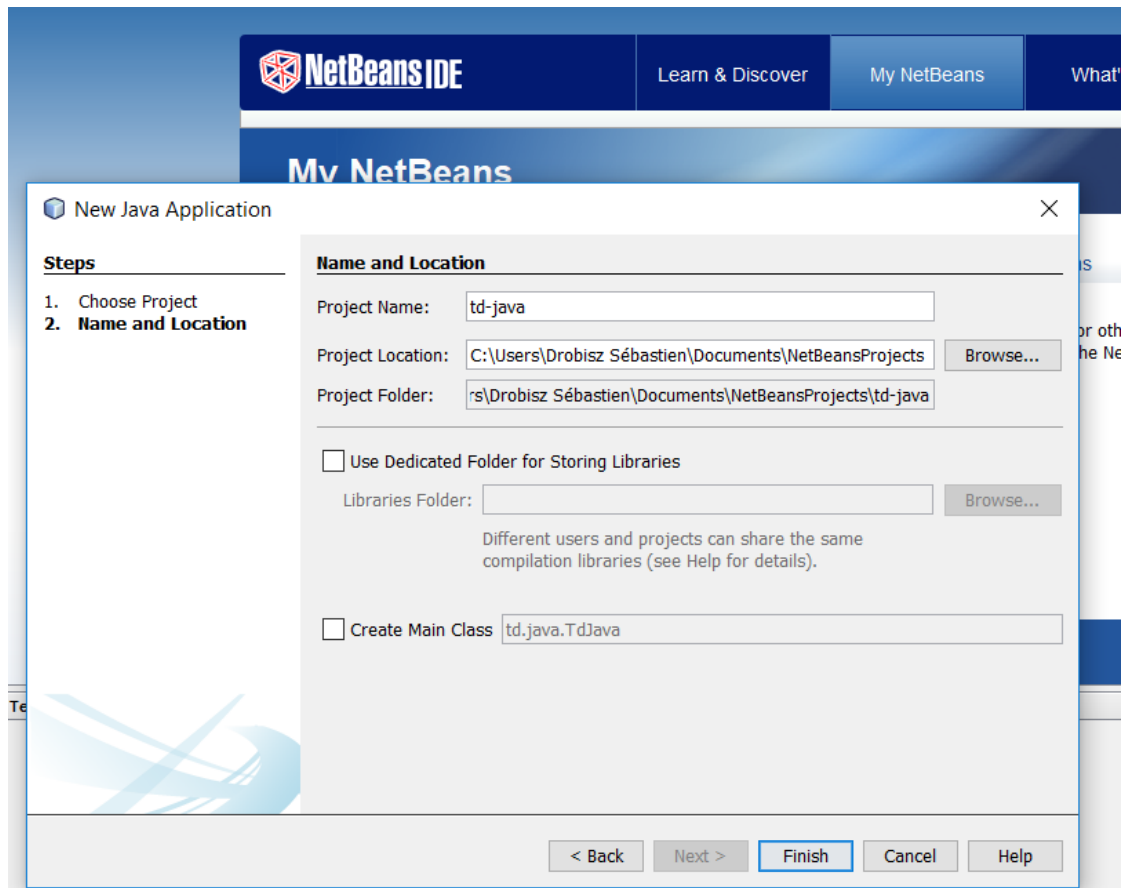 NetBeans IDE
Learn & Discover
My NetBeans
What'
My NetBeans
New Java Application
Steps
1. Choose Project
2. Name and Location
Name and Location
Project Name: td-java
Project Location: C:\Users\Drobisz Sébastien\Documents\NetBeansProjects Browse...
Project Folder: rs\Drobisz Sébastien\Documents\NetBeansProjects\td-java
Use Dedicated Folder for Storing Libraries
Libraries Folder: Browse...
Different users and projects can share the same
compilation libraries (see Help for details).
Create Main Class td.java.TdJava
< Back Next > Finish Cancel Help